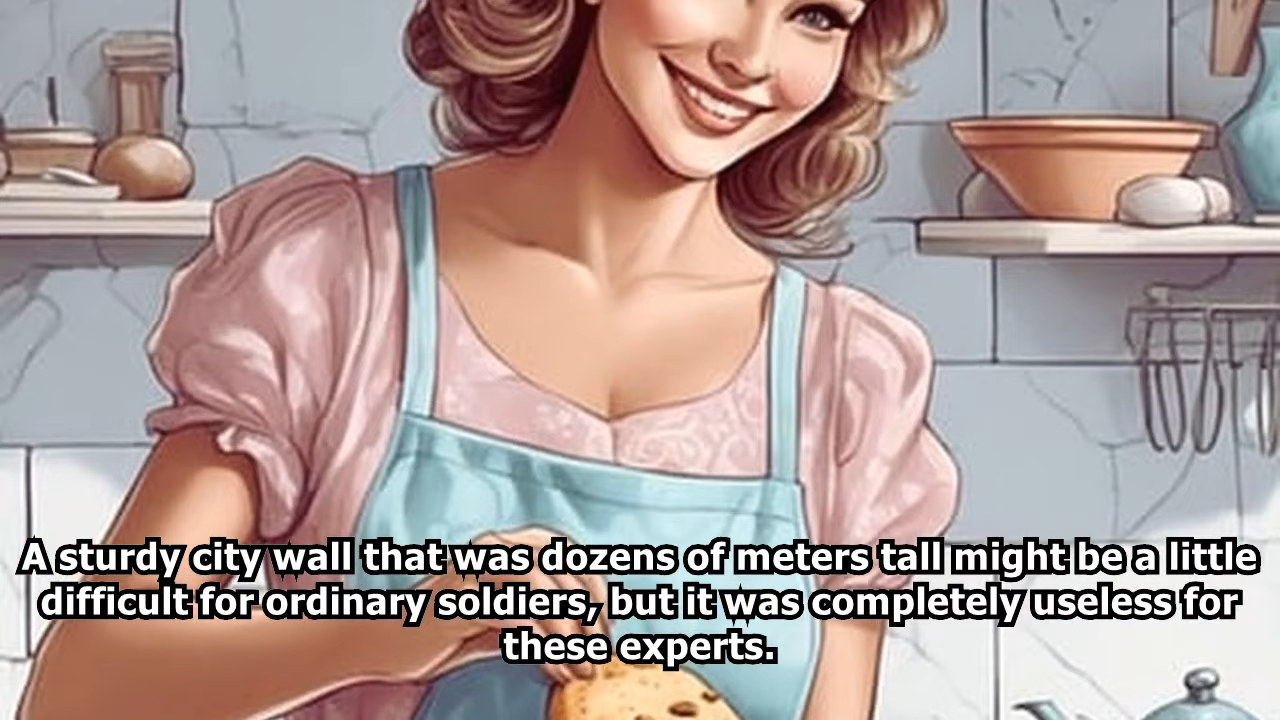 A sturdy city wall that was dozens of meters tall might be a little
difficult for ordinary soldiers, but it was completely useless for
these experts.